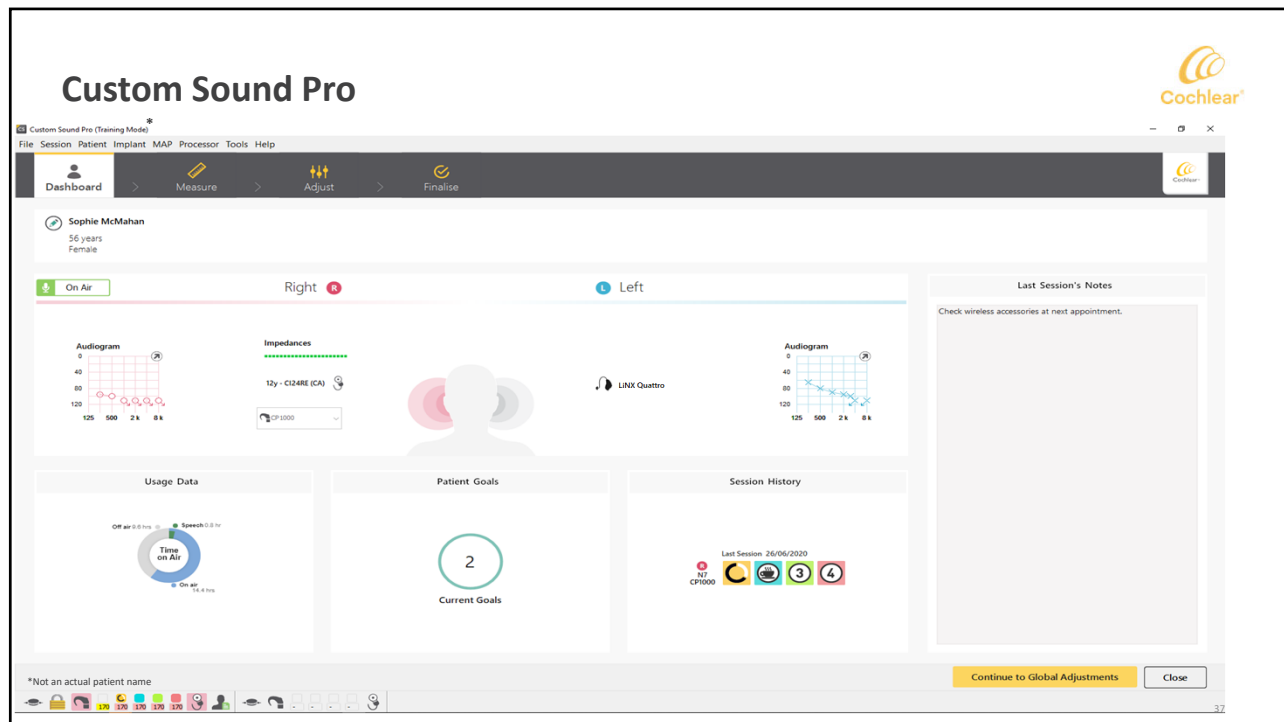 Custom Sound Pro
Cochlear®
*
Custom Sound Pro (Training Mode)
File Session Patient Implant MAP Processor Tools Help
Dashboard > Measure > Adjust > Finalise
Cochlear®
Sophie McMahan
56 years
Female
On Air
Right R
L Left
Last Session's Notes
Check wireless accessories at next appointment.
Audiogram
0
40
80
120
125 500 2 k 8 k
Impedances
12y - CI24RE (CA)
CP1000
LiNX Quattro
Audiogram
0
40
80
120
125 500 2 k 8 k
Usage Data
Off air 9.6 hrs
Speech 0.8 hr
Time
on Air
On air
14.4 hrs
Patient Goals
2
Current Goals
Session History
Last Session 26/06/2020
R
N7
CP1000
3 4
*Not an actual patient name
Continue to Global Adjustments
Close
170 170 170 170 170
37